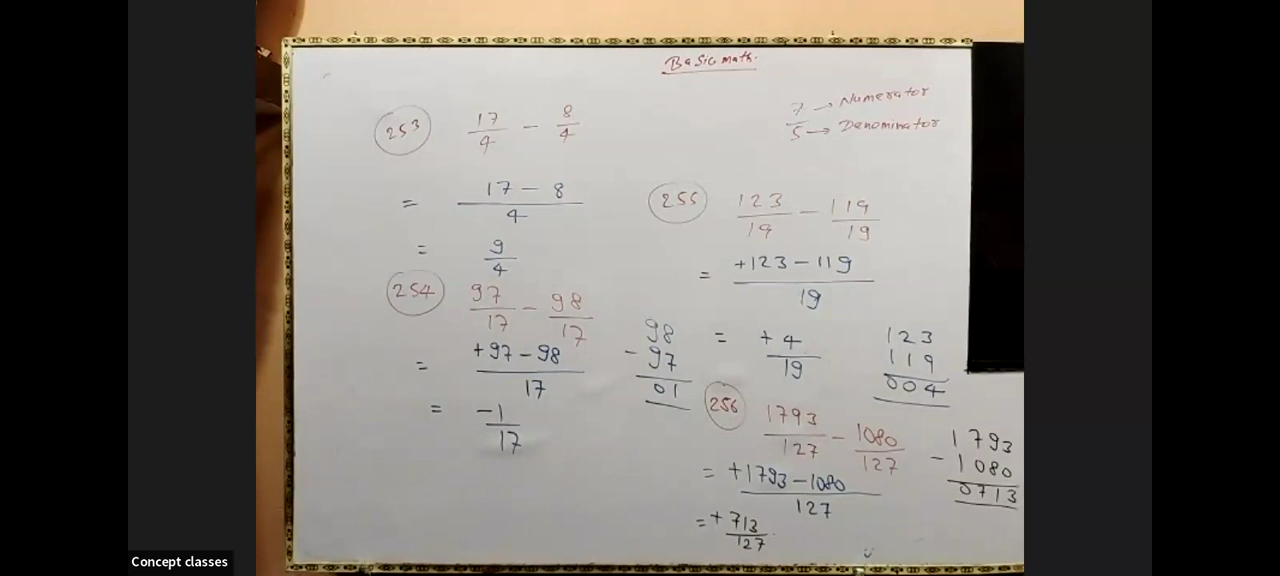 Basic math.
7/5 → Numerator
→ Denominator
253 17/4 - 8/4
= 17 - 8 / 4
= 9/4
254 97/17 - 98/17
= +97 - 98 / 17
= -1/17
98
- 97
01
255 123/19 - 119/19
= +123 - 119 / 19
= +4/19
123
119
004
256 1793/127 - 1080/127
= +1793 - 1080 / 127
= +713/127
1793
- 1080
0713
Concept classes